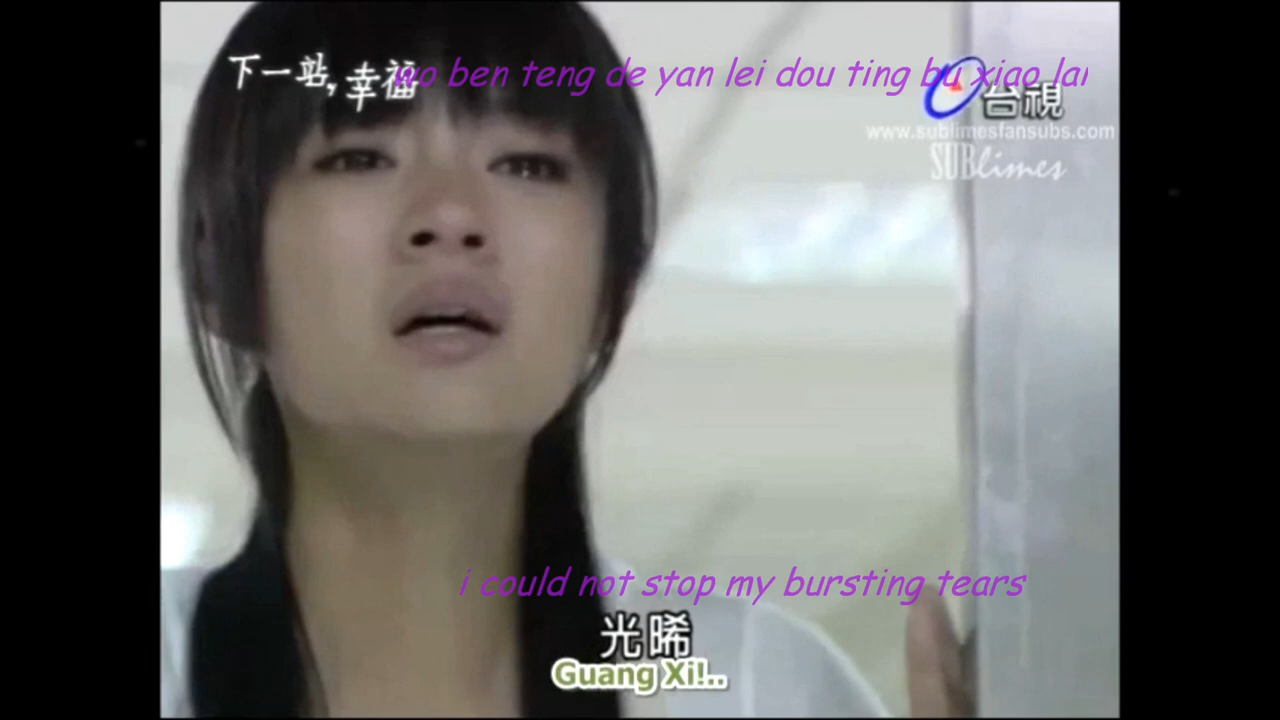 下一站,幸福
wo ben teng de yan lei dou ting bu xiao lai
台視
www.sublimesfansubs.com
SUBlimes
i could not stop my bursting tears
光晞
Guang Xi!..